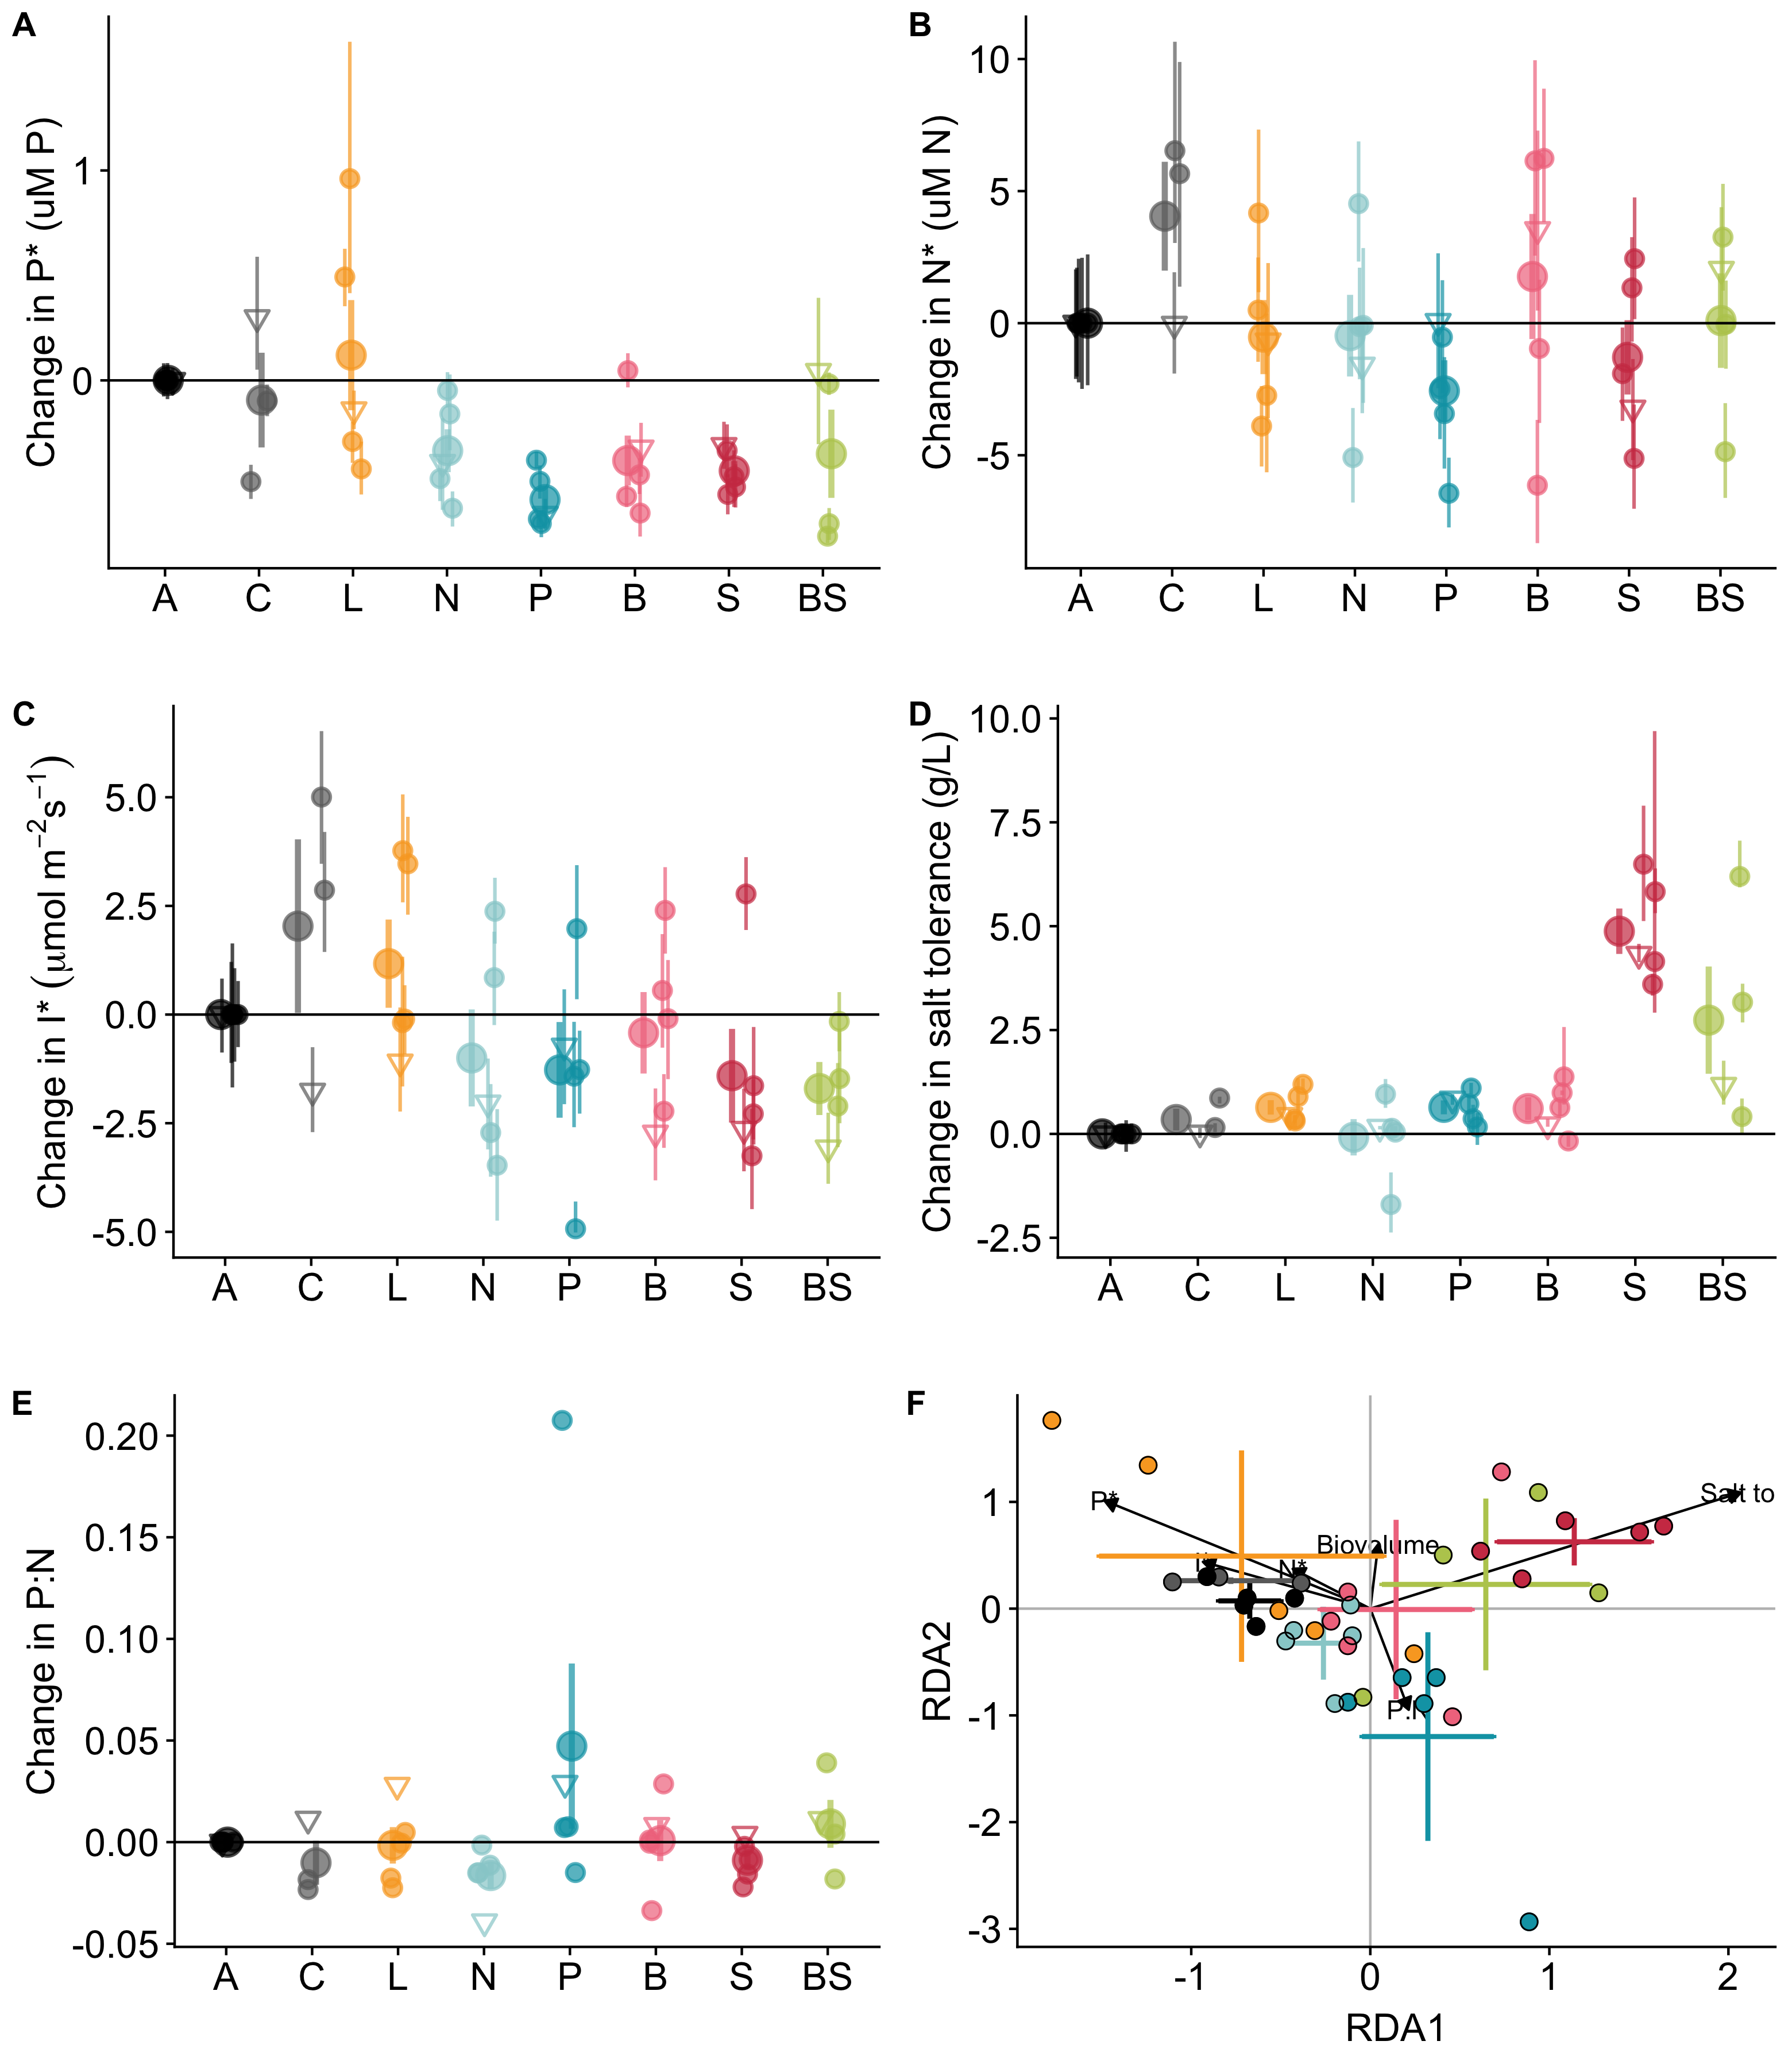 A
Change in P* (uM P)
1
0
A C L N P B S BS
B
Change in N* (uM N)
10
5
0
-5
A C L N P B S BS
C
Change in I* (μmol m−2s−1)
5.0
2.5
0.0
-2.5
-5.0
A C L N P B S BS
D
Change in salt tolerance (g/L)
10.0
7.5
5.0
2.5
0.0
-2.5
A C L N P B S BS
E
Change in P:N
0.20
0.15
0.10
0.05
0.00
-0.05
A C L N P B S BS
F
RDA2
1
0
-1
-2
-3
P*
Salt to
Biovolume
N*
P:N
-1 0 1 2
RDA1